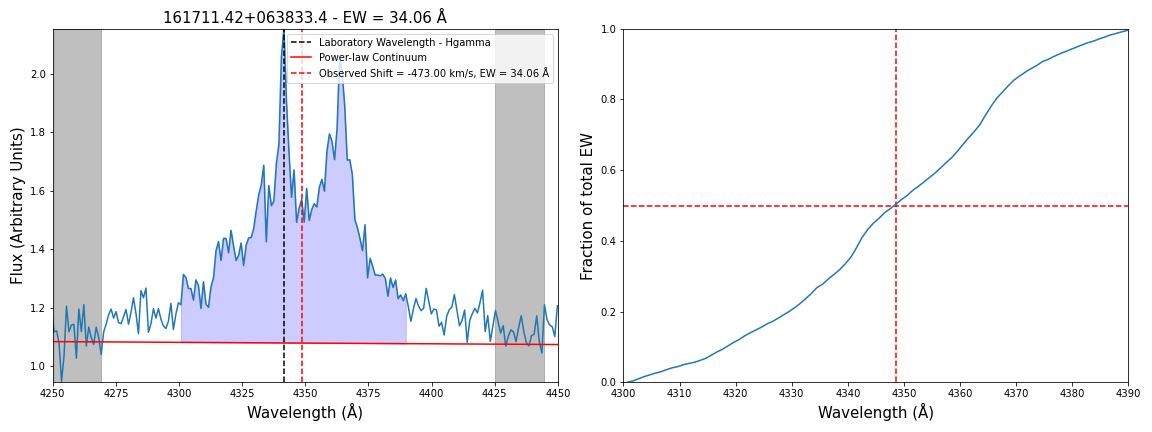 161711.42+063833.4 - EW = 34.06 Å
Flux (Arbitrary Units)
2.0
1.8
1.6
1.4
1.2
1.0
Laboratory Wavelength - Hgamma
Power-law Continuum
Observed Shift = -473.00 km/s, EW = 34.06 Å
4250 4275 4300 4325 4350 4375 4400 4425 4450
Wavelength (Å)
Fraction of total EW
1.0
0.8
0.6
0.4
0.2
0.0
4300 4310 4320 4330 4340 4350 4360 4370 4380 4390
Wavelength (Å)